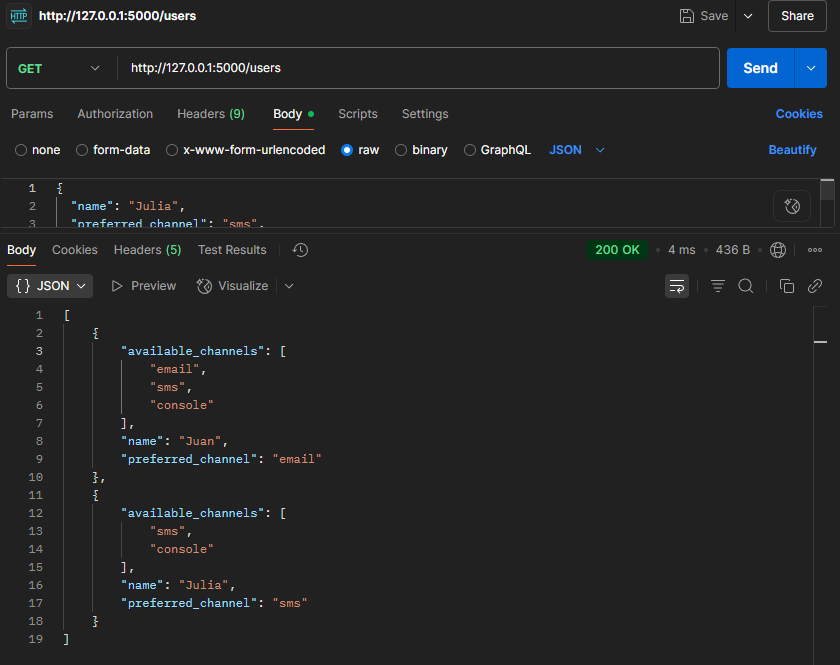 HTTP http://127.0.0.1:5000/users Save Share
GET http://127.0.0.1:5000/users Send
Params Authorization Headers (9) Body Scripts Settings Cookies
none form-data x-www-form-urlencoded raw binary GraphQL JSON Beautify
1 {
2 "name": "Julia",
3 "preferred_channel": "sms",
Body Cookies Headers (5) Test Results 200 OK • 4 ms • 436 B •
{} JSON Preview Visualize
1 [
2 {
3 "available_channels": [
4 "email",
5 "sms",
6 "console"
7 ],
8 "name": "Juan",
9 "preferred_channel": "email"
10 },
11 {
12 "available_channels": [
13 "sms",
14 "console"
15 ],
16 "name": "Julia",
17 "preferred_channel": "sms"
18 }
19 ]